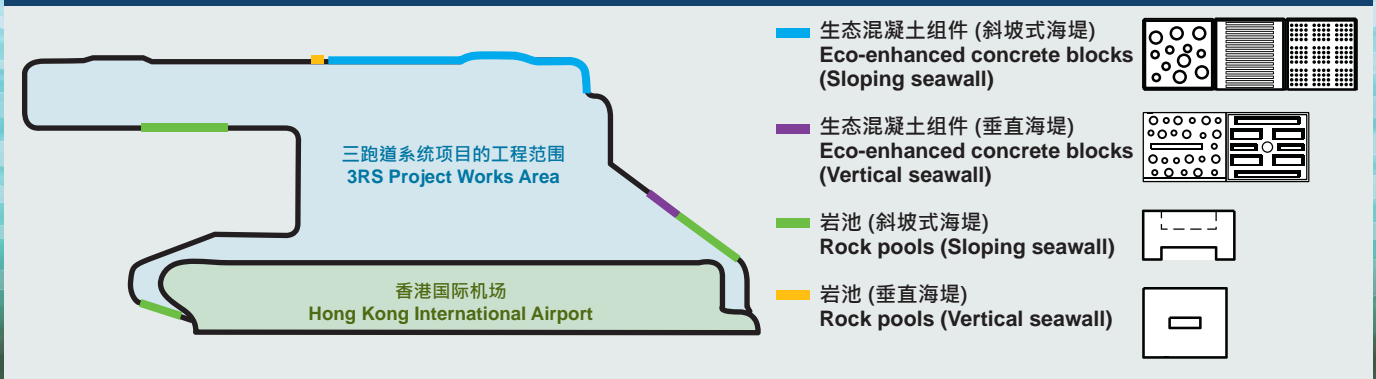 三跑道系统项目的工程范围
3RS Project Works Area
香港国际机场
Hong Kong International Airport
生态混凝土组件 (斜坡式海堤)
Eco-enhanced concrete blocks
(Sloping seawall)
生态混凝土组件 (垂直海堤)
Eco-enhanced concrete blocks
(Vertical seawall)
岩池 (斜坡式海堤)
Rock pools (Sloping seawall)
岩池 (垂直海堤)
Rock pools (Vertical seawall)